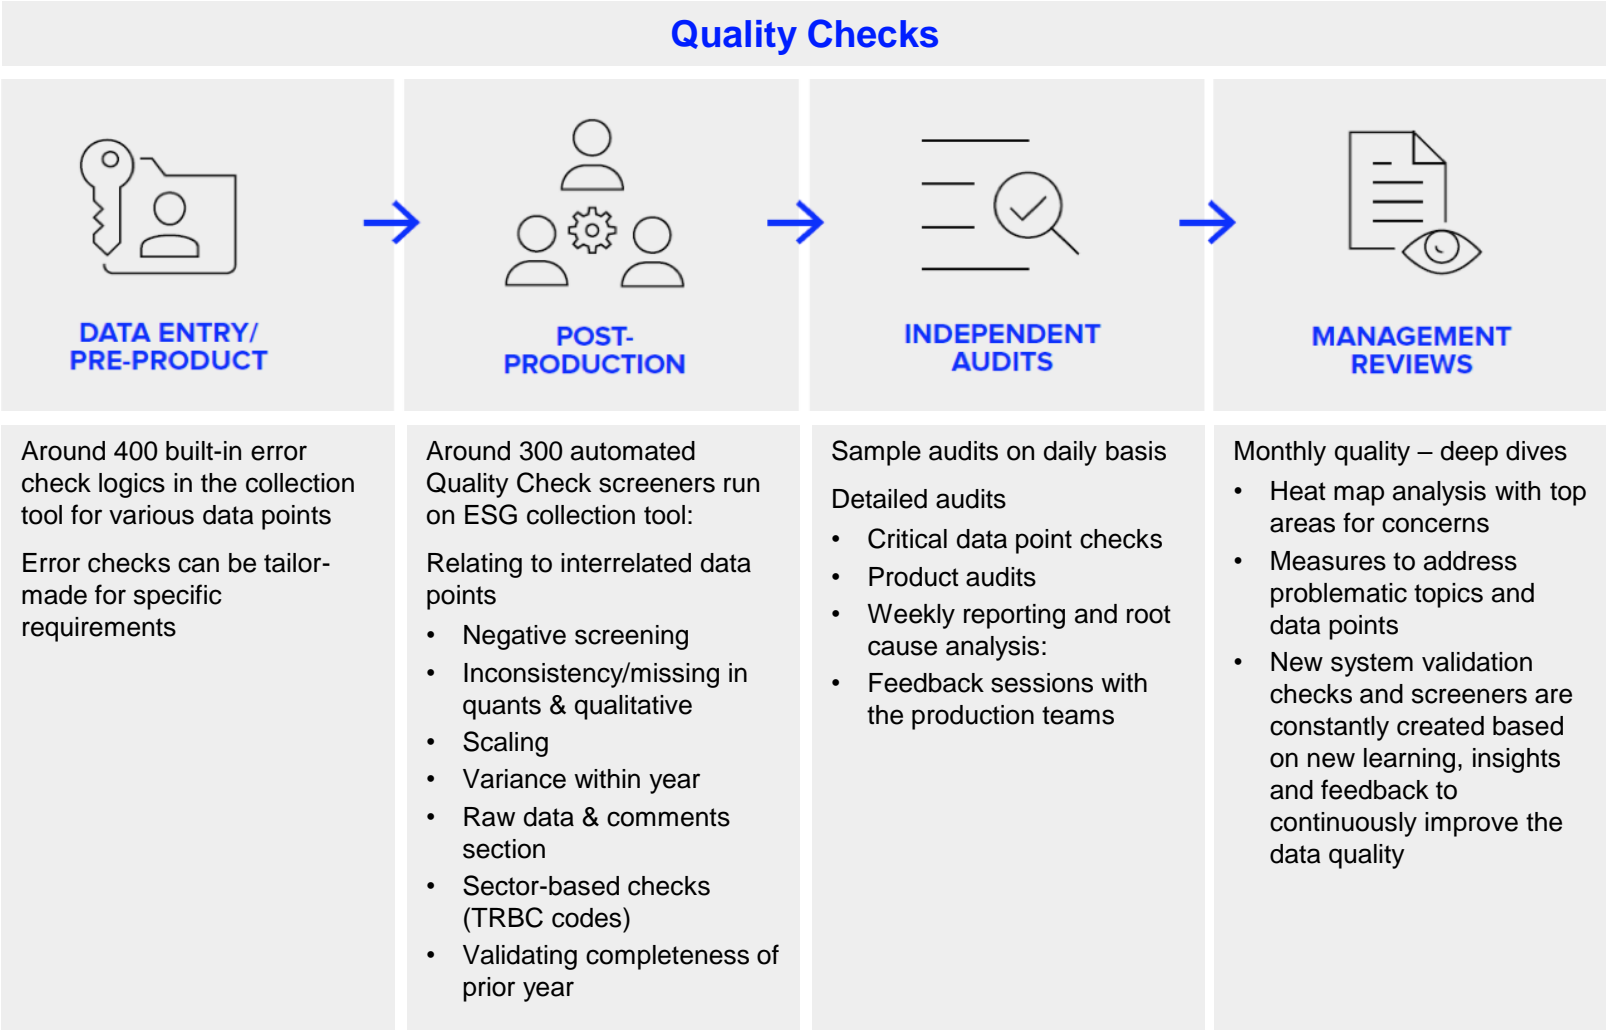 Quality Checks
DATA ENTRY/
PRE-PRODUCT
POST-
PRODUCTION
INDEPENDENT
AUDITS
MANAGEMENT
REVIEWS
Around 400 built-in error
check logics in the collection
tool for various data points
Error checks can be tailor-
made for specific
requirements
Around 300 automated
Quality Check screeners run
on ESG collection tool:
Relating to interrelated data
points
• Negative screening
• Inconsistency/missing in
quants & qualitative
• Scaling
• Variance within year
• Raw data & comments
section
• Sector-based checks
(TRBC codes)
• Validating completeness of
prior year
Sample audits on daily basis
Detailed audits
• Critical data point checks
• Product audits
• Weekly reporting and root
cause analysis:
• Feedback sessions with
the production teams
Monthly quality – deep dives
• Heat map analysis with top
areas for concerns
• Measures to address
problematic topics and
data points
• New system validation
checks and screeners are
constantly created based
on new learning, insights
and feedback to
continuously improve the
data quality